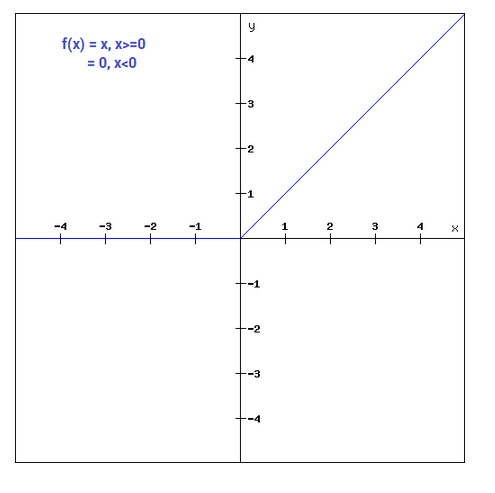 f(x) = x, x>=0
= 0, x<0
y
4
3
2
1
-4 -3 -2 -1 1 2 3 4 x
-1
-2
-3
-4